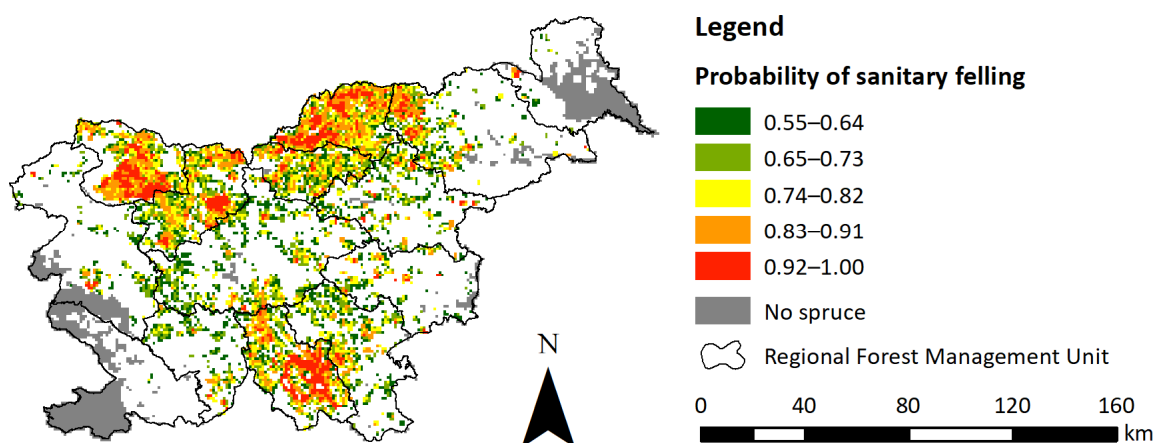 Legend
Probability of sanitary felling
0.55–0.64
0.65–0.73
0.74–0.82
0.83–0.91
0.92–1.00
No spruce
Regional Forest Management Unit
N
0 40 80 120 160
km